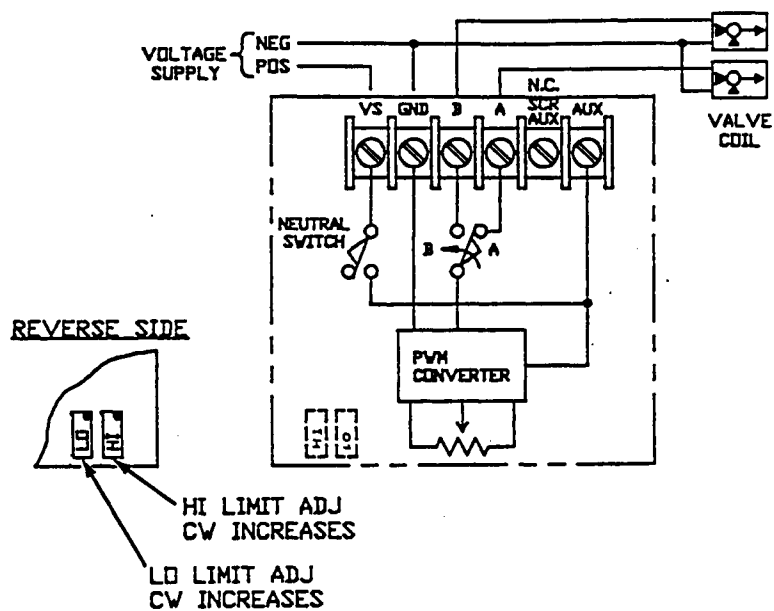 VOLTAGE
SUPPLY
NEG
POS
N.C.
VS GND B A SCR
AUX AUX
VALVE
COIL
NEUTRAL
SWITCH
B A
REVERSE SIDE
PWM
CONVERTER
LO HI
HI LO
HI LIMIT ADJ
CW INCREASES
LO LIMIT ADJ
CW INCREASES